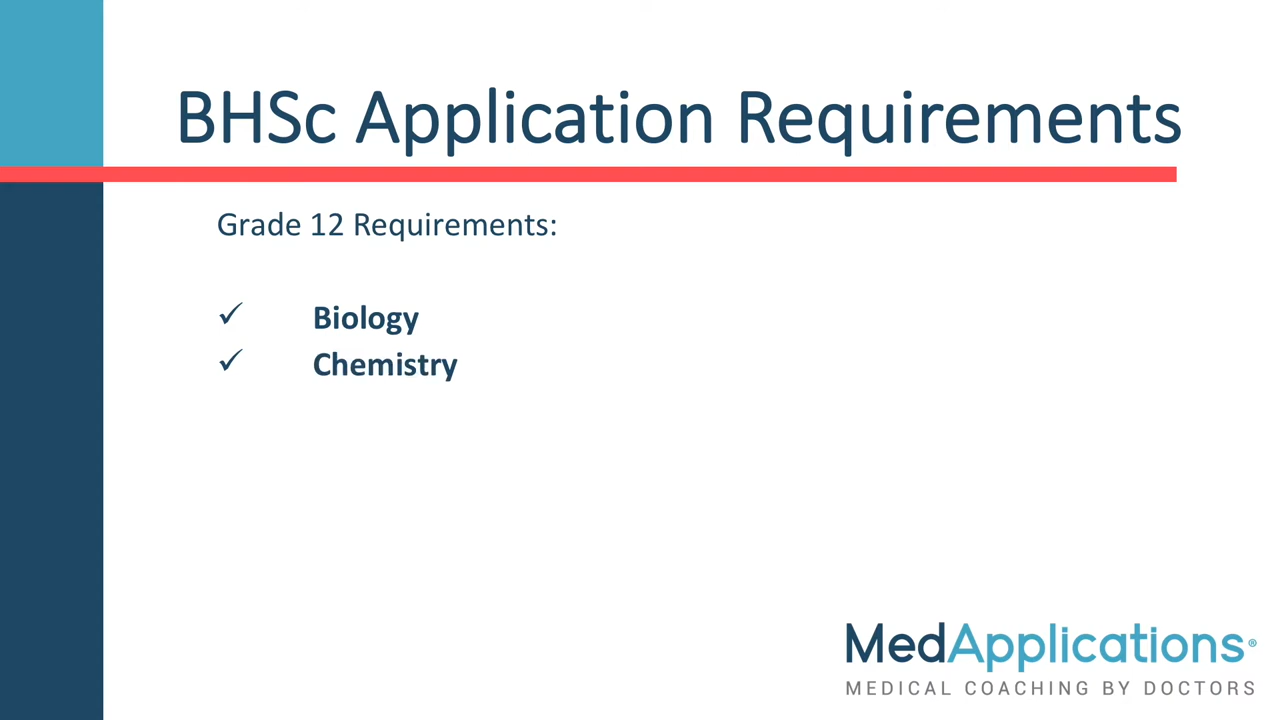 BHSc Application Requirements
Grade 12 Requirements:
✓ Biology
✓ Chemistry
MedApplications®
MEDICAL COACHING BY DOCTORS